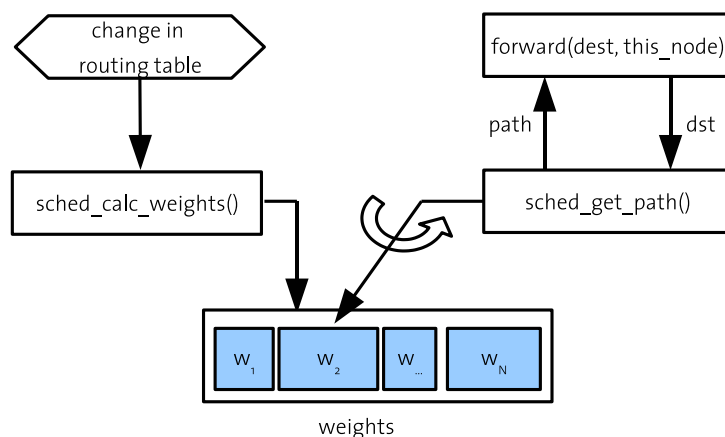 change in
routing table
forward(dest, this_node)
path
dst
sched_calc_weights()
sched_get_path()
W1
W2
W...
WN
weights